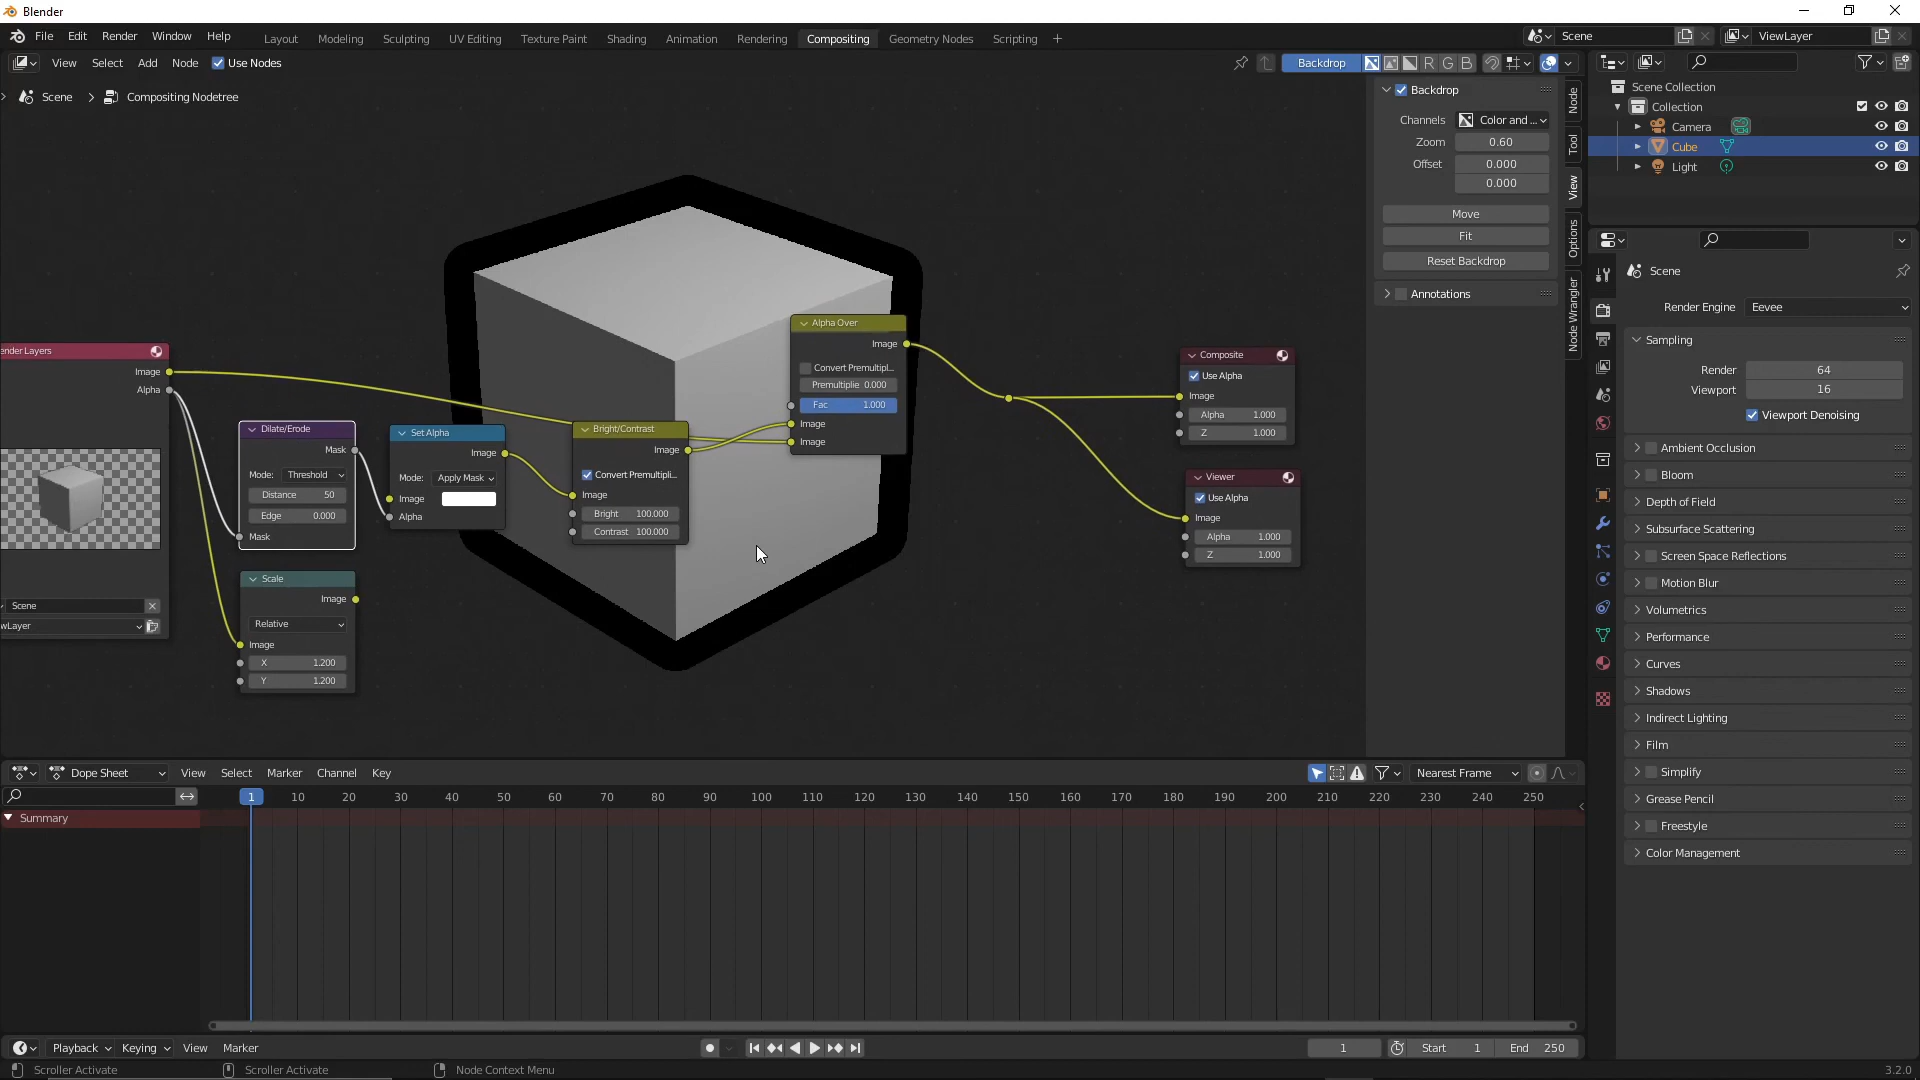 Blender
File Edit Render Window Help
Layout Modeling Sculpting UV Editing Texture Paint Shading Animation Rendering Compositing Geometry Nodes Scripting +
Scene
ViewLayer
View Select Add Node Use Nodes
Backdrop
R G B
Scene > Compositing Nodetree
Backdrop
Channels Color and ...
Zoom 0.60
Offset 0.000
0.000
Move
Fit
Reset Backdrop
Annotations
Node
Tool
View
Options
Node Wrangler
Scene Collection
Collection
Camera
Cube
Light
Scene
Render Engine Eevee
Sampling
Render 64
Viewport 16
Viewport Denoising
Ambient Occlusion
Bloom
Depth of Field
Subsurface Scattering
Screen Space Reflections
Motion Blur
Volumetrics
Performance
Curves
Shadows
Indirect Lighting
Film
Simplify
Grease Pencil
Freestyle
Color Management
ender Layers
Image
Alpha
Scene
wLayer
Dilate/Erode
Mask
Mode: Threshold
Distance 50
Edge 0.000
Mask
Scale
Image
Relative
Image
X 1.200
Y 1.200
Set Alpha
Image
Mode: Apply Mask
Image
Alpha
Bright/Contrast
Image
Convert Premultipli...
Image
Bright 100.000
Contrast 100.000
Alpha Over
Image
Convert Premultipl...
Premultiplie 0.000
Fac 1.000
Image
Image
Composite
Use Alpha
Image
Alpha 1.000
Z 1.000
Viewer
Use Alpha
Image
Alpha 1.000
Z 1.000
Dope Sheet View Select Marker Channel Key
Nearest Frame
1 10 20 30 40 50 60 70 80 90 100 110 120 130 140 150 160 170 180 190 200 210 220 230 240 250
Summary
Playback Keying View Marker
1 Start 1 End 250
Scroller Activate Scroller Activate Node Context Menu
3.2.0